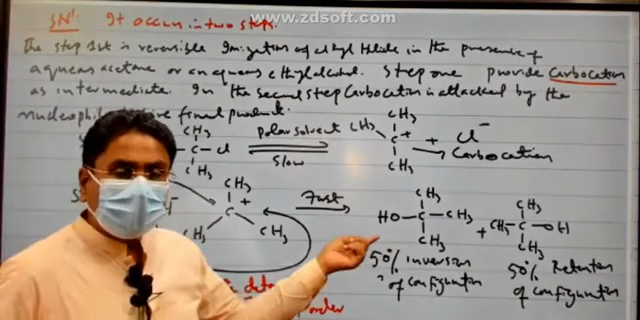 www.zdsoft.com
SN¹: It occur in two steps.
The step 1st is reversible Ionization of alkyl Halide in the presence of
aqueous acetone or an aqueous ethyl alcohol. Step one provide Carbocation
as intermediate. In the second step Carbocation is attacked by the
nucleophile final product.
CH₃ Polar solvent CH₃
C—Cl Slow CH₃ C⁺ + Cl⁻
CH₃ CH₃ Carbocation
CH₃ Fast CH₃ CH₃
C⁺ HO—C—CH₃ + CH₃—C—OH
CH₃ CH₃ CH₃ CH₃
50% inversion 50% Retention
of configuration of configuration
order